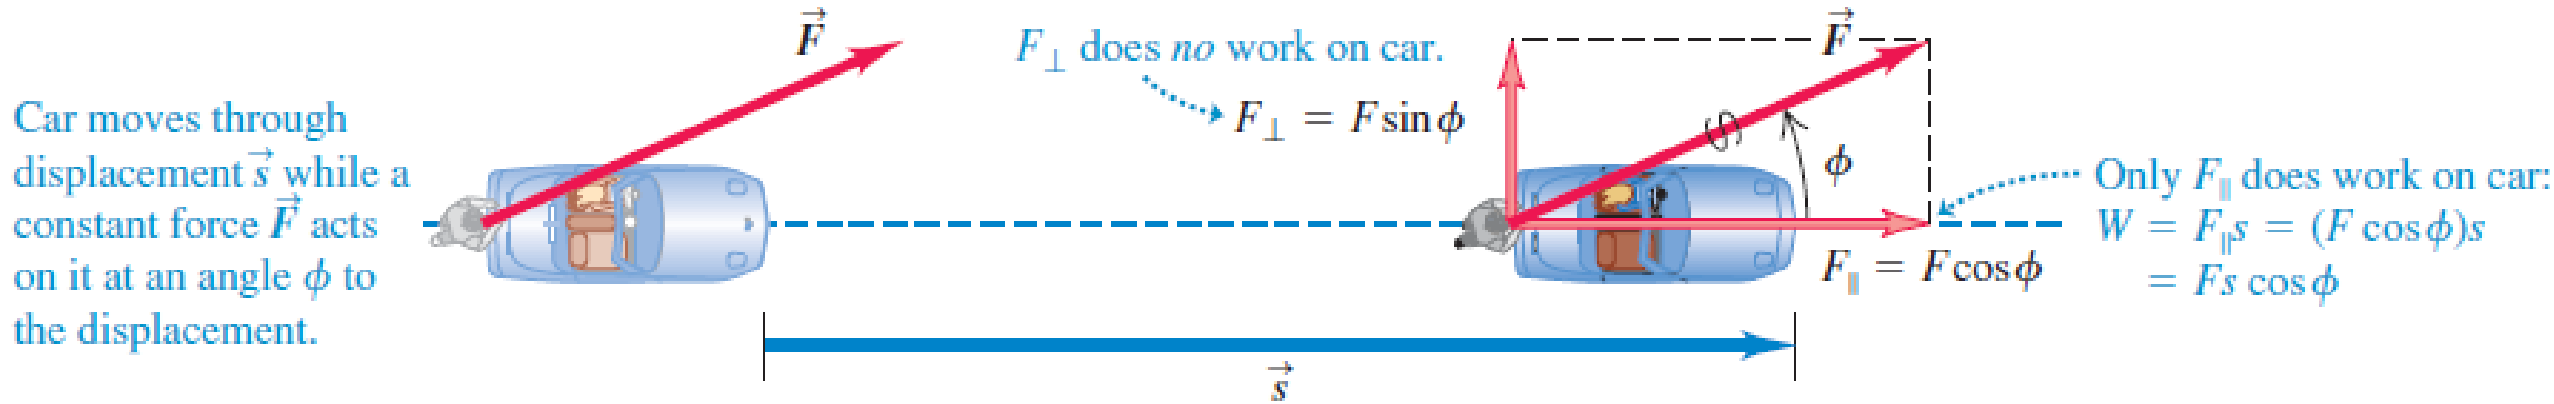 Car moves through
displacement s⃗ while a
constant force F⃗ acts
on it at an angle ϕ to
the displacement.
F⃗
F⊥ does no work on car.
F⊥ = F sin ϕ
F⃗
ϕ
F∥ = F cos ϕ
Only F∥ does work on car:
W = F∥s = (F cos ϕ)s
= Fs cos ϕ
s⃗